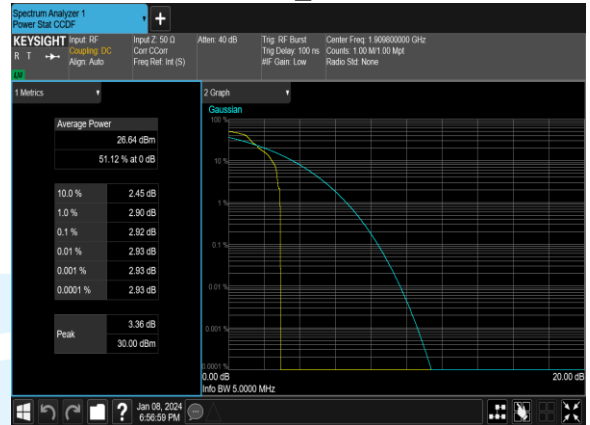 Spectrum Analyzer 1
Power Stat CCDF
KEYSIGHT
R T
LXI
Input: RF
Coupling: DC
Align: Auto
Input Z: 50 Ω
Corr CCorr
Freq Ref: Int (S)
Atten: 40 dB
Trig: RF Burst
Trig Delay: 100 ns
#IF Gain: Low
Center Freq: 1.909800000 GHz
Counts: 1.00 M/1.00 Mpt
Radio Std: None
1 Metrics
Average Power
26.64 dBm
51.12 % at 0 dB
10.0 % 2.45 dB
1.0 % 2.90 dB
0.1 % 2.92 dB
0.01 % 2.93 dB
0.001 % 2.93 dB
0.0001 % 2.93 dB
Peak
3.36 dB
30.00 dBm
2 Graph
Gaussian
100 %
10 %
1 %
0.1 %
0.01 %
0.001 %
0.0001 %
0.00 dB 20.00 dB
Info BW 5.0000 MHz
?
Jan 08, 2024
6:56:59 PM